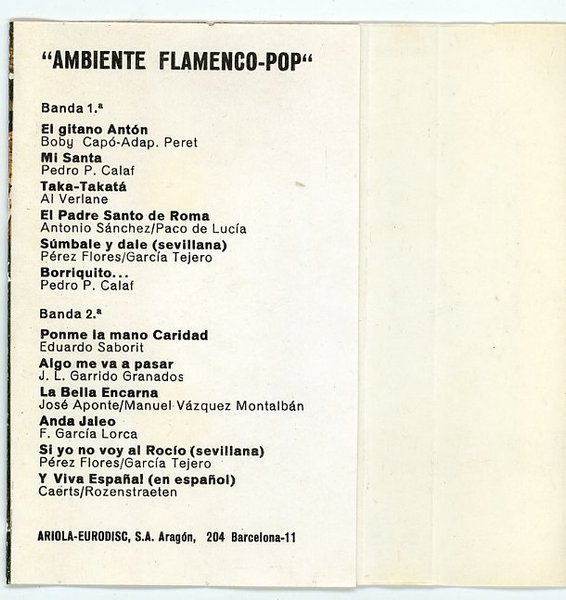 “AMBIENTE FLAMENCO-POP“
Banda 1.ª
El gitano Antón
Boby Capó-Adap. Peret
Mi Santa
Pedro P. Calaf
Taka-Takatá
Al Verlane
El Padre Santo de Roma
Antonio Sánchez/Paco de Lucía
Súmbale y dale (sevillana)
Pérez Flores/García Tejero
Borriquito...
Pedro P. Calaf
Banda 2.ª
Ponme la mano Caridad
Eduardo Saborit
Algo me va a pasar
J. L. Garrido Granados
La Bella Encarna
José Aponte/Manuel Vázquez Montalbán
Anda Jaleo
F. García Lorca
Si yo no voy al Rocío (sevillana)
Pérez Flores/García Tejero
Y Viva España! (en español)
Caerts/Rozenstraeten
ARIOLA-EURODISC, S.A. Aragón, 204 Barcelona-11